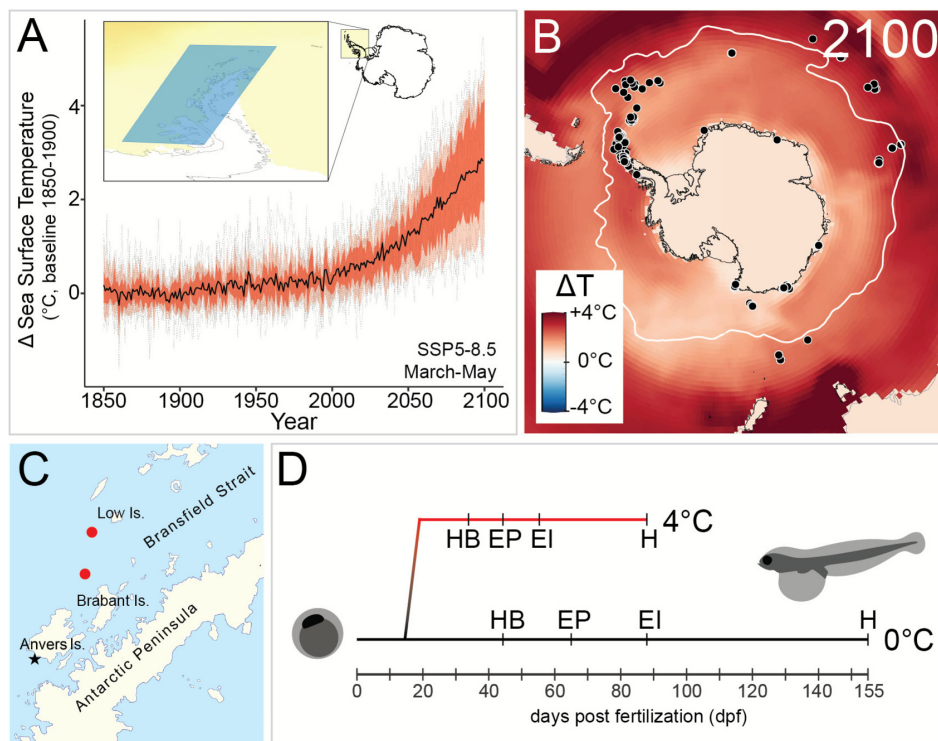 A
Δ Sea Surface Temperature
(°C, baseline 1850-1900)
4
2
0
SSP5-8.5
March-May
1850 1900 1950 2000 2050 2100
Year
B
2100
ΔT
+4°C
0°C
-4°C
C
Low Is.
Bransfield Strait
Brabant Is.
Anvers Is.
Antarctic Peninsula
D
4°C
HB EP EI H
HB EP EI H
0°C
0 20 40 60 80 100 120 140 155
days post fertilization (dpf)